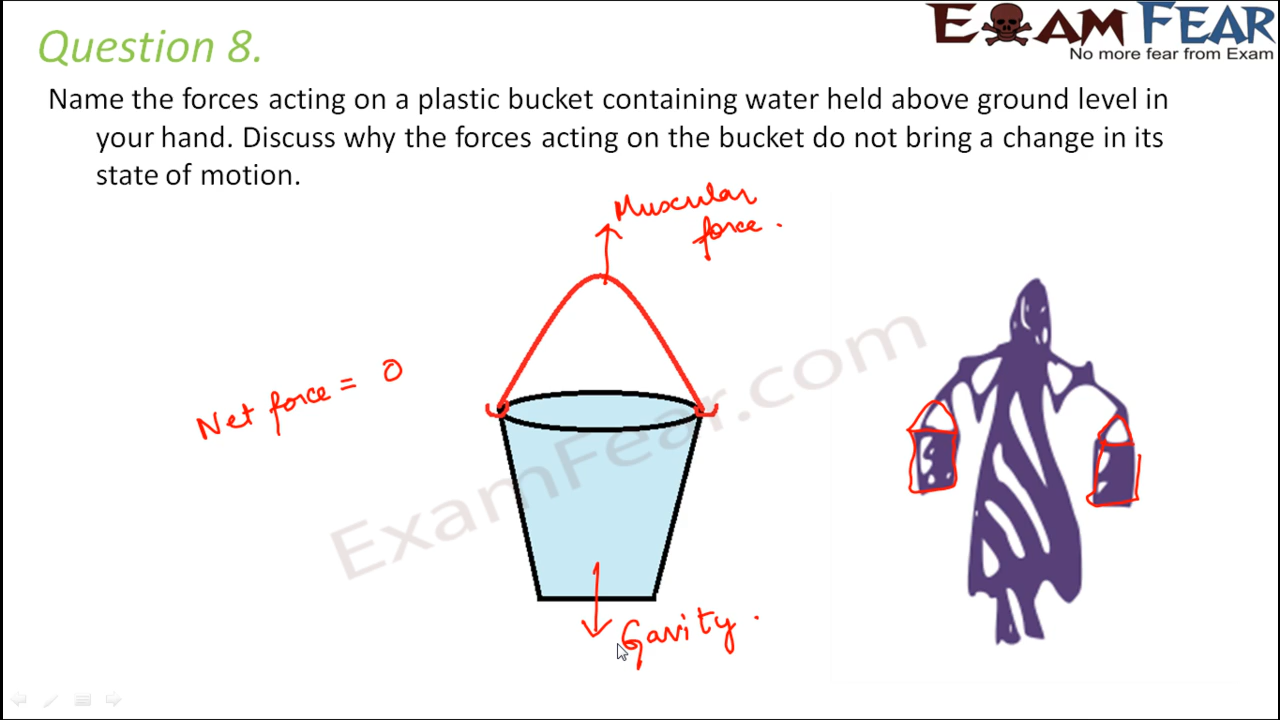 Question 8.
EXAM FEAR
No more fear from Exam
Name the forces acting on a plastic bucket containing water held above ground level in
your hand. Discuss why the forces acting on the bucket do not bring a change in its
state of motion.
Muscular
force.
Net force = 0
ExamFear.com
Gavity.